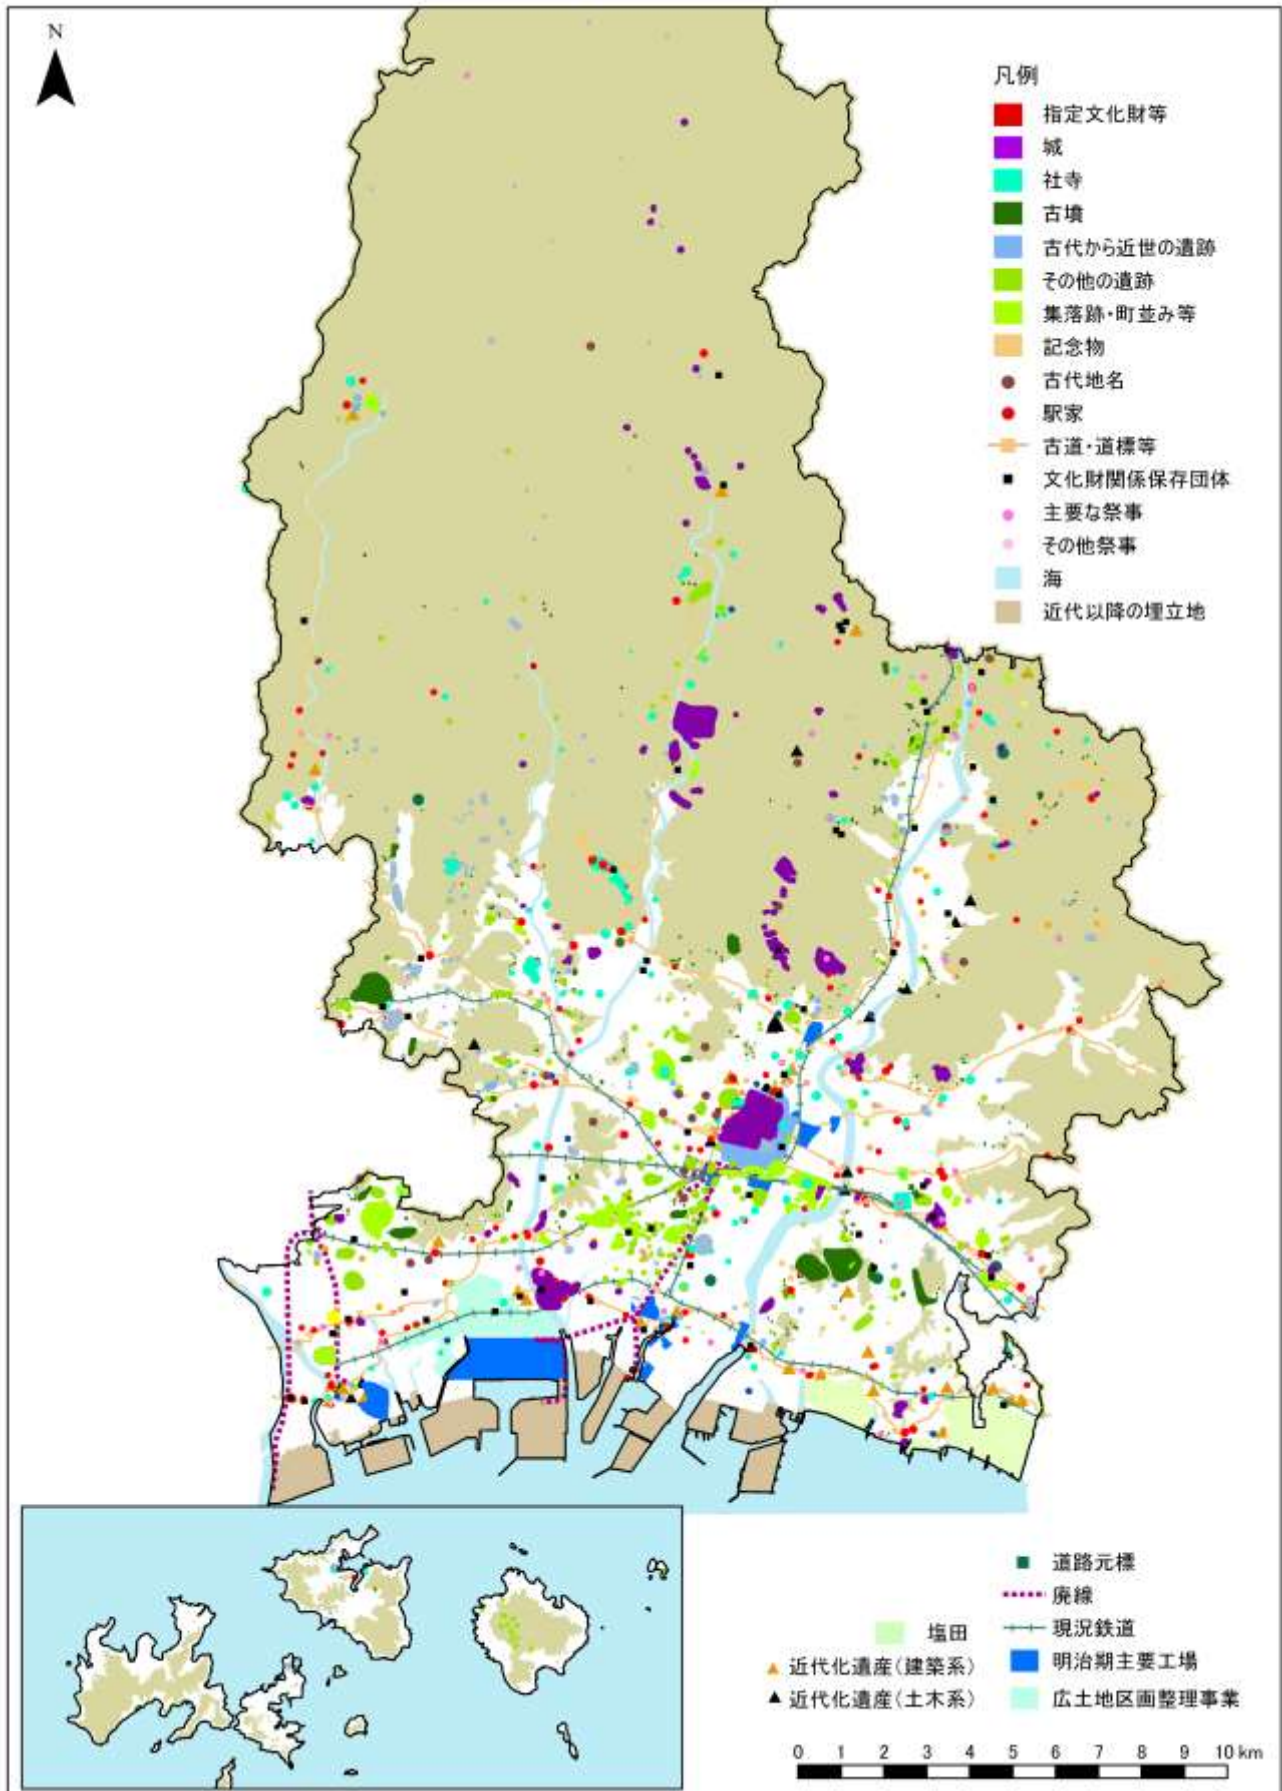 N
凡例
指定文化財等
城
社寺
古墳
古代から近世の遺跡
その他の遺跡
集落跡・町並み等
記念物
古代地名
駅家
古道・道標等
文化財関係保存団体
主要な祭事
その他祭事
海
近代以降の埋立地
道路元標
廃線
塩田
現況鉄道
近代化遺産(建築系)
明治期主要工場
近代化遺産(土木系)
広土地区画整理事業
0 1 2 3 4 5 6 7 8 9 10 km